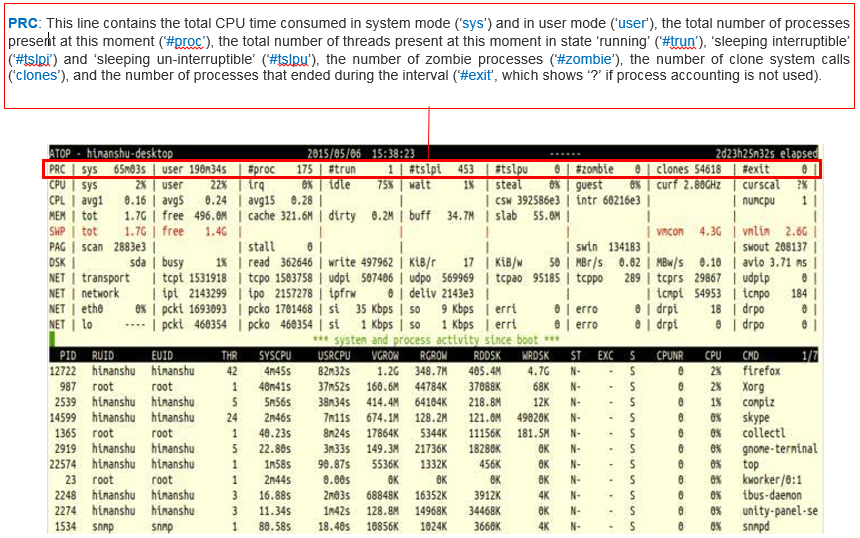 PRC: This line contains the total CPU time consumed in system mode (‘sys’) and in user mode (‘user’), the total number of processes
present at this moment (‘#proc’), the total number of threads present at this moment in state ‘running’ (‘#trun’), ‘sleeping interruptible’
(‘#tslpi’) and ‘sleeping un-interruptible’ (‘#tslpu’), the number of zombie processes (‘#zombie’), the number of clone system calls
(‘clones’), and the number of processes that ended during the interval (‘#exit’, which shows ‘?’ if process accounting is not used).
ATOP - himanshu-desktop 2015/05/06 15:38:23 ------ 2d23h25m32s elapsed
PRC | sys 65m03s | user 190m34s | #proc 175 | #trun 1 | #tslpi 453 | #tslpu 0 | #zombie 0 | clones 54618 | #exit 0 |
CPU | sys 2% | user 22% | irq 0% | idle 75% | wait 1% | steal 0% | guest 0% | curf 2.80GHz | curscal ?% |
CPL | avg1 0.16 | avg5 0.24 | avg15 0.28 | | | csw 392586e3 | intr 60216e3 | | numcpu 1 |
MEM | tot 1.7G | free 496.0M | cache 321.6M | dirty 0.2M | buff 34.7M | slab 55.0M | | | |
SWP | tot 1.7G | free 1.4G | | | | | | vmcom 4.3G | vmlim 2.6G |
PAG | scan 2883e3 | | stall 0 | | | | swin 134183 | | swout 208137 |
DSK | sda | busy 1% | read 362646 | write 497962 | KiB/r 17 | KiB/w 50 | MBr/s 0.02 | MBw/s 0.10 | avio 3.71 ms |
NET | transport | tcpi 1531918 | tcpo 1503758 | udpi 507406 | udpo 569969 | tcpao 95185 | tcppo 289 | tcprs 29867 | udpip 0 |
NET | network | ipi 2143299 | ipo 2157278 | ipfrw 0 | deliv 2143e3 | | | icmpi 54953 | icmpo 184 |
NET | eth0 0% | pcki 1693093 | pcko 1701468 | si 35 Kbps | so 9 Kbps | erri 0 | erro 0 | drpi 18 | drpo 0 |
NET | lo ---- | pcki 460354 | pcko 460354 | si 1 Kbps | so 1 Kbps | erri 0 | erro 0 | drpi 0 | drpo 0 |
*** system and process activity since boot ***
PID RUID EUID THR SYSCPU USRCPU VGROW RGROW RDDSK WRDSK ST EXC S CPUNR CPU CMD 1/7
12722 himanshu himanshu 42 4m45s 82m32s 1.2G 348.7M 405.4M 4.7G N- - S 0 2% firefox
987 root root 1 40m41s 37m52s 160.6M 44784K 37088K 68K N- - S 0 2% Xorg
2539 himanshu himanshu 5 5m56s 38m34s 414.4M 64104K 218.8M 12K N- - S 0 1% compiz
14599 himanshu himanshu 24 2m46s 7m11s 674.1M 128.2M 121.0M 49020K N- - S 0 0% skype
1365 root root 1 40.23s 8m24s 17864K 5344K 11156K 181.5M N- - S 0 0% collectl
2919 himanshu himanshu 5 22.80s 3m33s 149.3M 21736K 18280K 0K N- - S 0 0% gnome-terminal
22574 himanshu himanshu 1 1m58s 90.87s 5536K 1332K 456K 0K N- - S 0 0% top
23 root root 1 2m44s 0.00s 0K 0K 0K 0K N- - S 0 0% kworker/0:1
2248 himanshu himanshu 3 16.88s 2m03s 68848K 16352K 3912K 4K N- - S 0 0% ibus-daemon
2274 himanshu himanshu 3 11.34s 1m42s 128.8M 14968K 34468K 0K N- - S 0 0% unity-panel-se
1534 snmp snmp 1 80.58s 18.40s 10856K 1024K 3660K 4K N- - S 0 0% snmpd